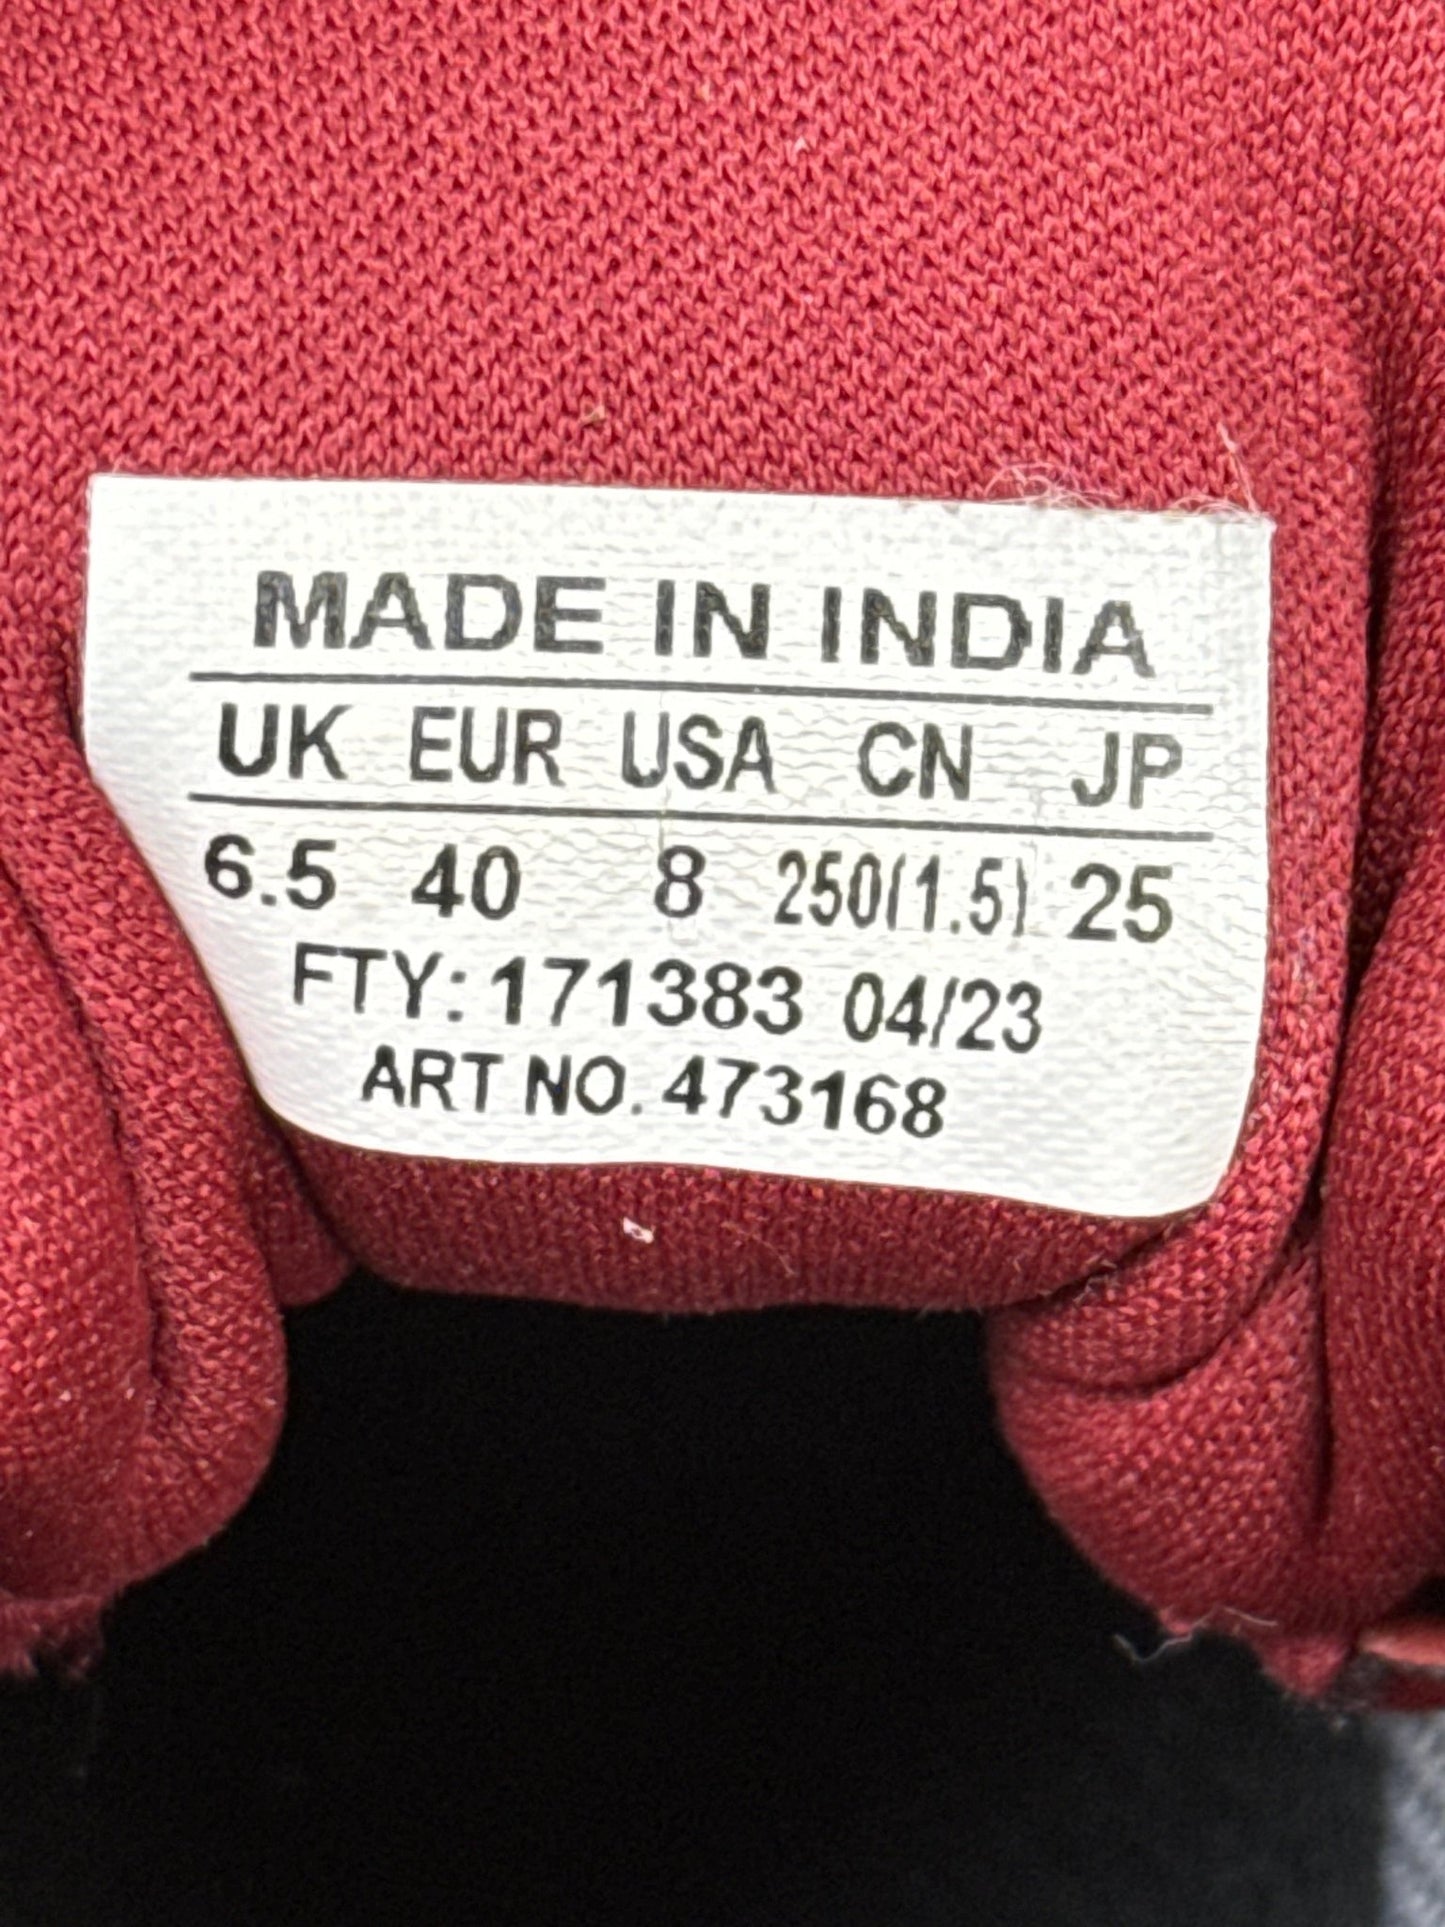 MADE IN INDIA
UK EUR USA CN JP
6.5 40 8 250(1.5) 25
FTY: 171383 04/23
ART NO. 473168